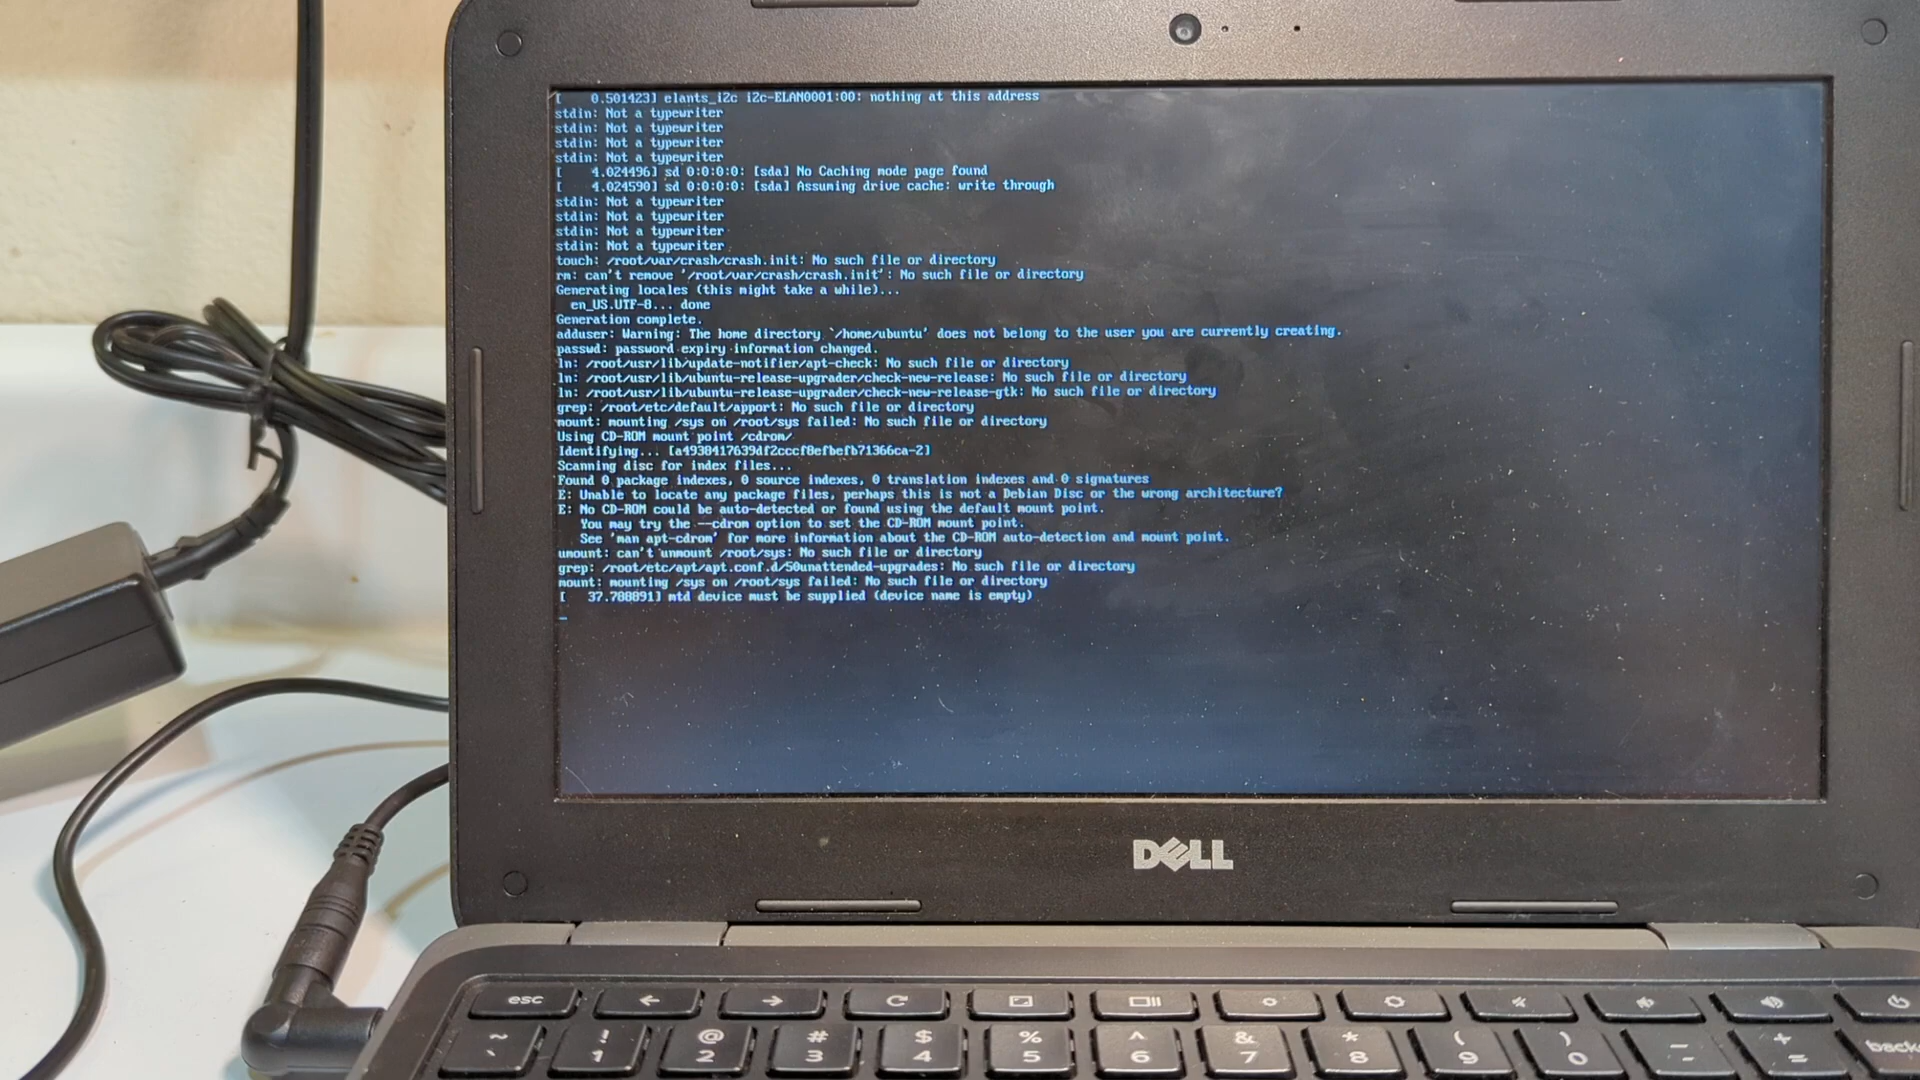 [    0.501423] elants_i2c i2c-ELAN0001:00: nothing at this address
stdin: Not a typewriter
stdin: Not a typewriter
stdin: Not a typewriter
stdin: Not a typewriter
[    4.024496] sd 0:0:0:0: [sda] No Caching mode page found
[    4.024590] sd 0:0:0:0: [sda] Assuming drive cache: write through
stdin: Not a typewriter
stdin: Not a typewriter
stdin: Not a typewriter
stdin: Not a typewriter
touch: /root/var/crash/crash.init: No such file or directory
rm: can't remove '/root/var/crash/crash.init': No such file or directory
Generating locales (this might take a while)...
  en_US.UTF-8... done
Generation complete.
adduser: Warning: The home directory `/home/ubuntu' does not belong to the user you are currently creating.
passwd: password expiry information changed.
ln: /root/usr/lib/update-notifier/apt-check: No such file or directory
ln: /root/usr/lib/ubuntu-release-upgrader/check-new-release: No such file or directory
ln: /root/usr/lib/ubuntu-release-upgrader/check-new-release-gtk: No such file or directory
grep: /root/etc/default/apport: No such file or directory
mount: mounting /sys on /root/sys failed: No such file or directory
Using CD-ROM mount point /cdrom/
Identifying... [a4938417639df2cccf8efbefb71366ca-2]
Scanning disc for index files...
Found 0 package indexes, 0 source indexes, 0 translation indexes and 0 signatures
E: Unable to locate any package files, perhaps this is not a Debian Disc or the wrong architecture?
E: No CD-ROM could be auto-detected or found using the default mount point.
   You may try the --cdrom option to set the CD-ROM mount point.
   See 'man apt-cdrom' for more information about the CD-ROM auto-detection and mount point.
umount: can't unmount /root/sys: No such file or directory
grep: /root/etc/apt/apt.conf.d/50unattended-upgrades: No such file or directory
mount: mounting /sys on /root/sys failed: No such file or directory
[   37.788891] mtd device must be supplied (device name is empty)
_
DELL
esc
~ ! @ # $ % ^ & * ( ) _ +
` 1 2 3 4 5 6 7 8 9 0 - = back